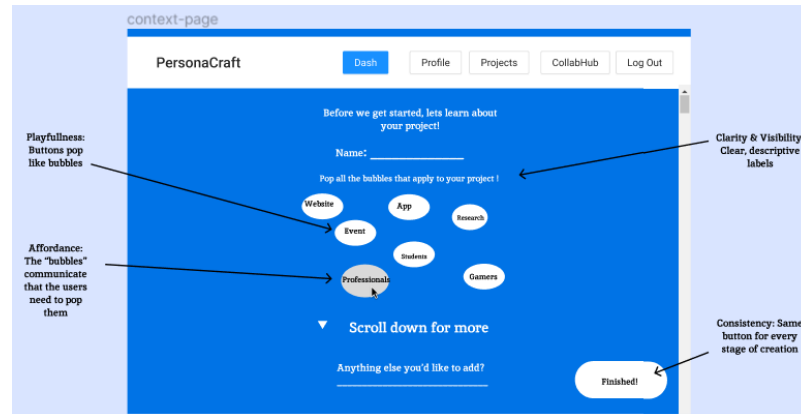 context-page
PersonaCraft
Dash
Profile
Projects
CollabHub
Log Out
Before we get started, lets learn about
your project!
Name: _______________
Pop all the bubbles that apply to your project !
Website
App
Research
Event
Students
Professionals
Gamers
Scroll down for more
Anything else you'd like to add?
Finished!
Playfullness:
Buttons pop
like bubbles
Affordance:
The “bubbles”
communicate
that the users
need to pop
them
Clarity & Visibility
Clear, descriptive
labels
Consistency: Same
button for every
stage of creation